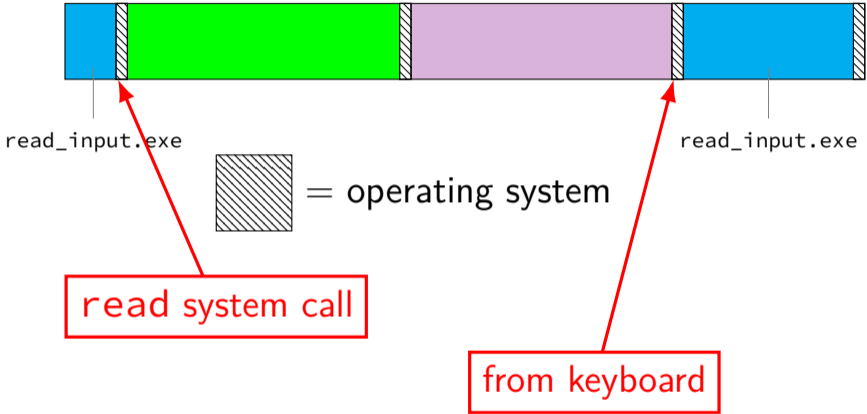 read_input.exe
read_input.exe
= operating system
read system call
from keyboard